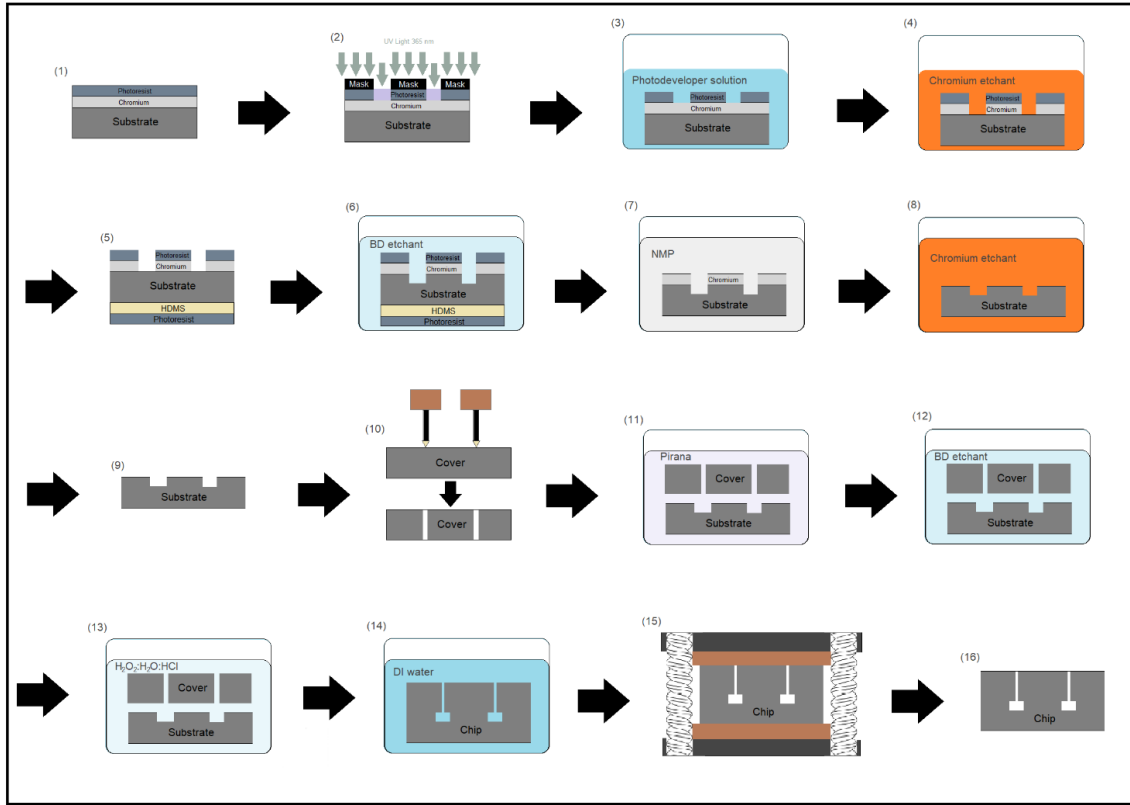 (1)
Photoresist
Chromium
Substrate
(2)
UV Light 365 nm
Mask Mask Mask
Photoresist
Chromium
Substrate
(3)
Photodeveloper solution
Photoresist
Chromium
Substrate
(4)
Chromium etchant
Photoresist
Chromium
Substrate
(5)
Photoresist
Chromium
Substrate
HDMS
Photoresist
(6)
BD etchant
Photoresist
Chromium
Substrate
HDMS
Photoresist
(7)
NMP
Chromium
Substrate
(8)
Chromium etchant
Substrate
(9)
Substrate
(10)
Cover
Cover
(11)
Pirana
Cover
Substrate
(12)
BD etchant
Cover
Substrate
(13)
H₂O₂:H₂O:HCl
Cover
Substrate
(14)
DI water
Chip
(15)
Chip
(16)
Chip